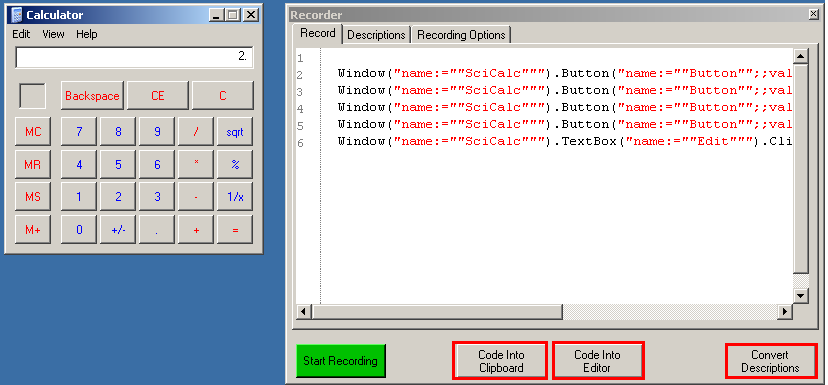 Calculator
Edit View Help
2.
Backspace CE C
MC 7 8 9 / sqrt
MR 4 5 6 * %
MS 1 2 3 - 1/x
M+ 0 +/- . + =
Recorder
Record Descriptions Recording Options
1
2 Window("name:=""SciCalc""").Button("name:=""Button"";;val
3 Window("name:=""SciCalc""").Button("name:=""Button"";;val
4 Window("name:=""SciCalc""").Button("name:=""Button"";;val
5 Window("name:=""SciCalc""").Button("name:=""Button"";;val
6 Window("name:=""SciCalc""").TextBox("name:=""Edit""").Cli
Start Recording
Code Into
Clipboard
Code Into
Editor
Convert
Descriptions